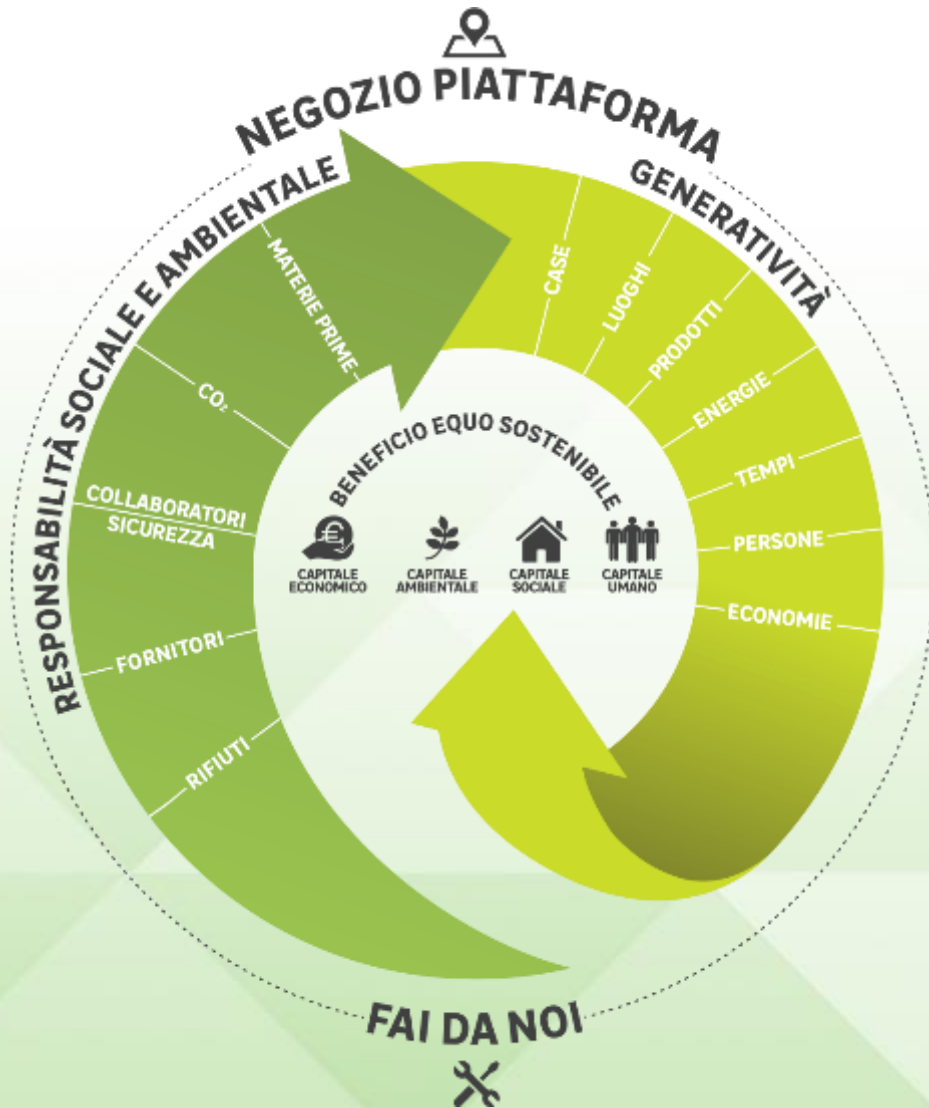 NEGOZIO PIATTAFORMA
RESPONSABILITÀ SOCIALE E AMBIENTALE
GENERATIVITÀ
MATERIE PRIME
CO₂
COLLABORATORI
SICUREZZA
FORNITORI
RIFIUTI
CASE
LUOGHI
PRODOTTI
ENERGIE
TEMPI
PERSONE
ECONOMIE
BENEFICIO EQUO SOSTENIBILE
€
CAPITALE
ECONOMICO
CAPITALE
AMBIENTALE
CAPITALE
SOCIALE
CAPITALE
UMANO
FAI DA NOI